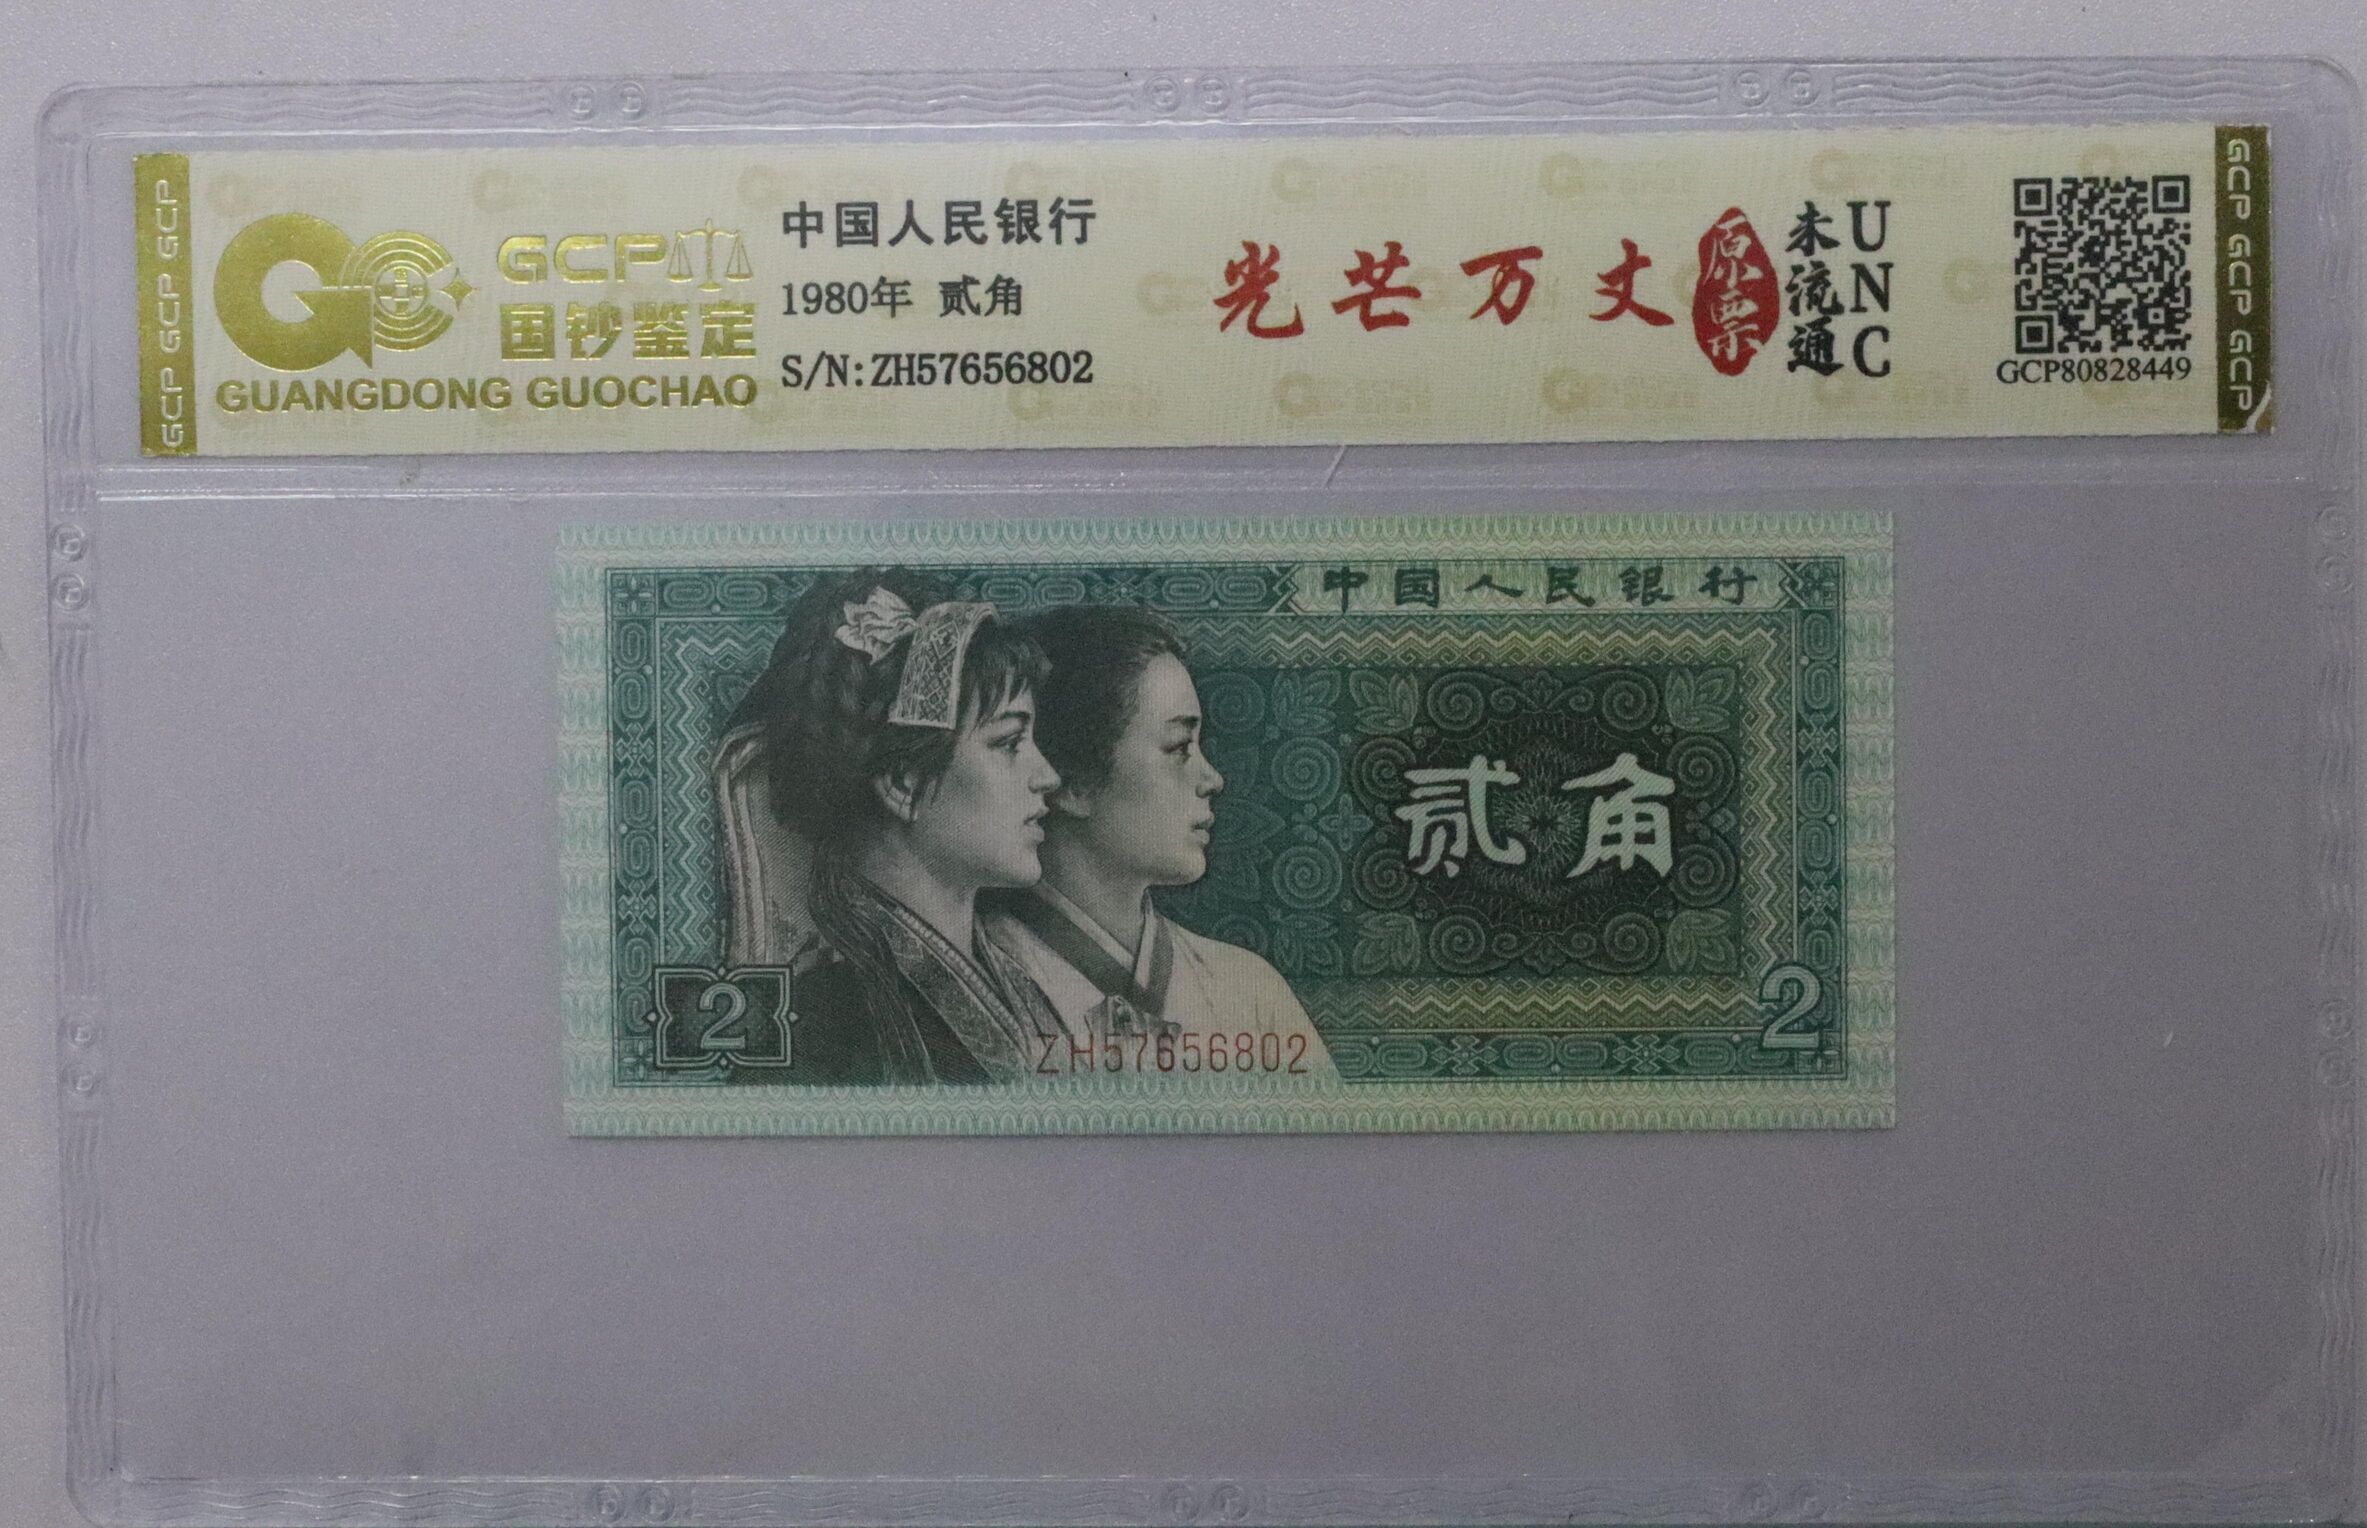 GCP GCP GCP
GCP
国钞鉴定
GUANGDONG GUOCHAO
中国人民银行
1980年 贰角
S/N:ZH57656802
光芒万丈
原票
未流通
UNC
GCP80828449
GCP GCP GCP
中国人民银行
贰角
2
2
ZH57656802